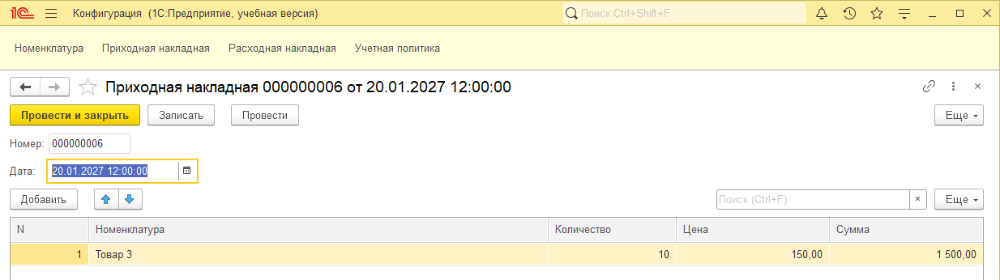 1С Конфигурация (1С:Предприятие, учебная версия) Поиск Ctrl+Shift+F
Номенклатура Приходная накладная Расходная накладная Учетная политика
Приходная накладная 000000006 от 20.01.2027 12:00:00
Провести и закрыть Записать Провести Еще
Номер: 000000006
Дата: 20.01.2027 12:00:00
Добавить Поиск (Ctrl+F) × Еще
N Номенклатура Количество Цена Сумма
1 Товар 3 10 150,00 1 500,00